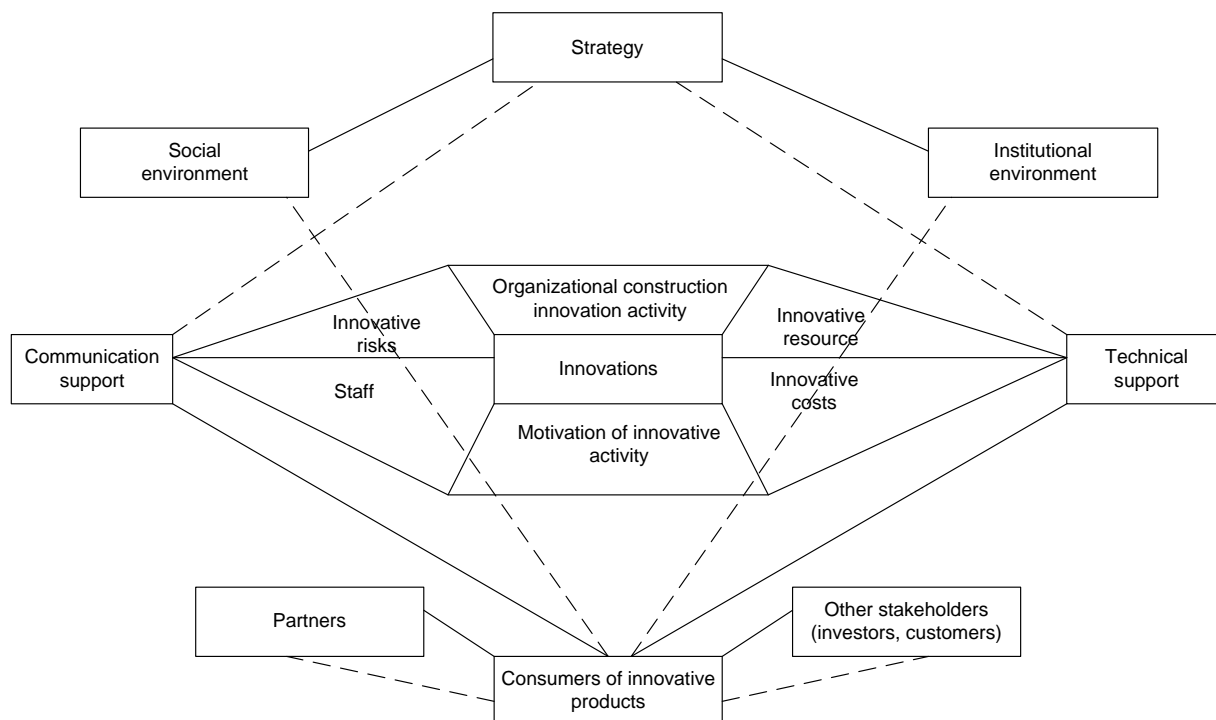 Strategy
Social
environment
Institutional
environment
Organizational construction
innovation activity
Innovative
risks
Innovative
resource
Communication
support
Innovations
Technical
support
Staff
Innovative
costs
Motivation of innovative
activity
Partners
Other stakeholders
(investors, customers)
Consumers of innovative
products